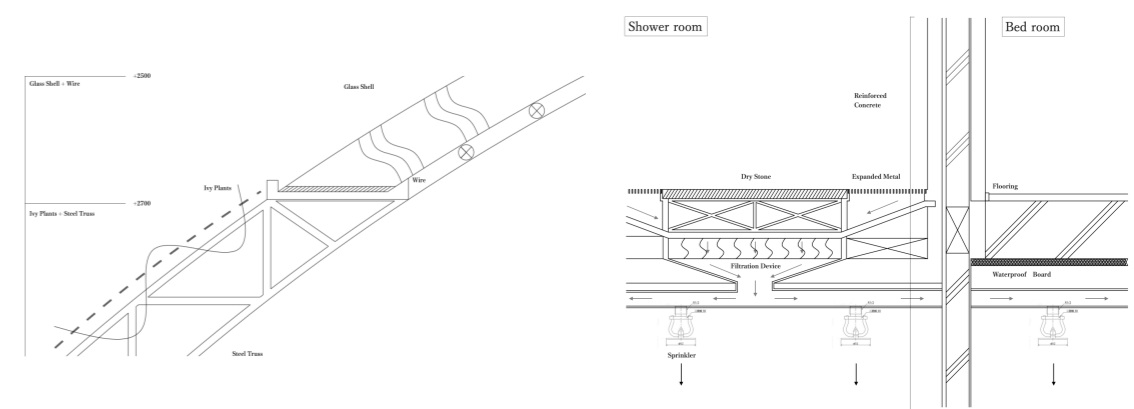 +2500
Glass Shell + Wire
Glass Shell
Ivy Plants
Wire
+2700
Ivy Plants + Steel Truss
Steel Truss
Shower room
Bed room
Reinforced
Concrete
Dry Stone
Expanded Metal
Flooring
Filtration Device
Waterproof Board
Sprinkler